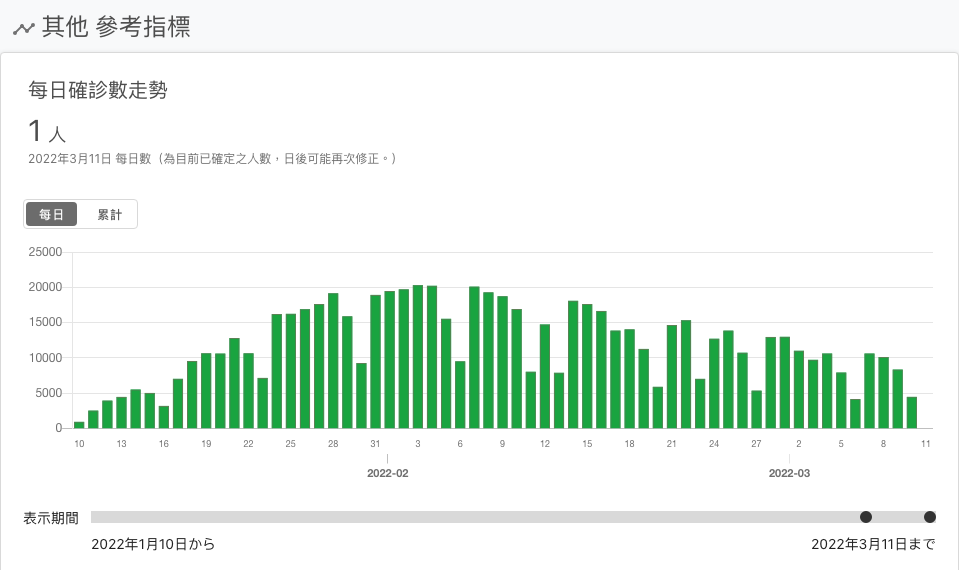 其他 參考指標
每日確診數走勢
1 人
2022年3月11日 每日數（為目前已確定之人數，日後可能再次修正。）
每日 累計
25000
20000
15000
10000
5000
0
10 13 16 19 22 25 28 31 3 6 9 12 15 18 21 24 27 2 5 8 11
2022-02 2022-03
表示期間
2022年1月10日から 2022年3月11日まで